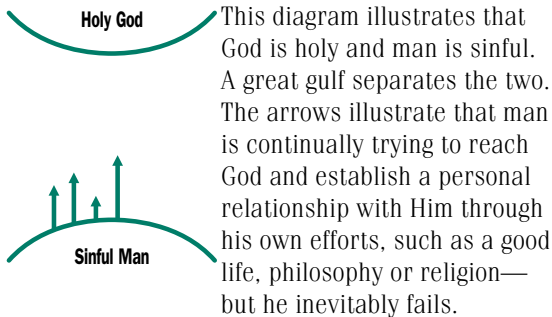 Holy God
Sinful Man
This diagram illustrates that
God is holy and man is sinful.
A great gulf separates the two.
The arrows illustrate that man
is continually trying to reach
God and establish a personal
relationship with Him through
his own efforts, such as a good
life, philosophy or religion—
but he inevitably fails.